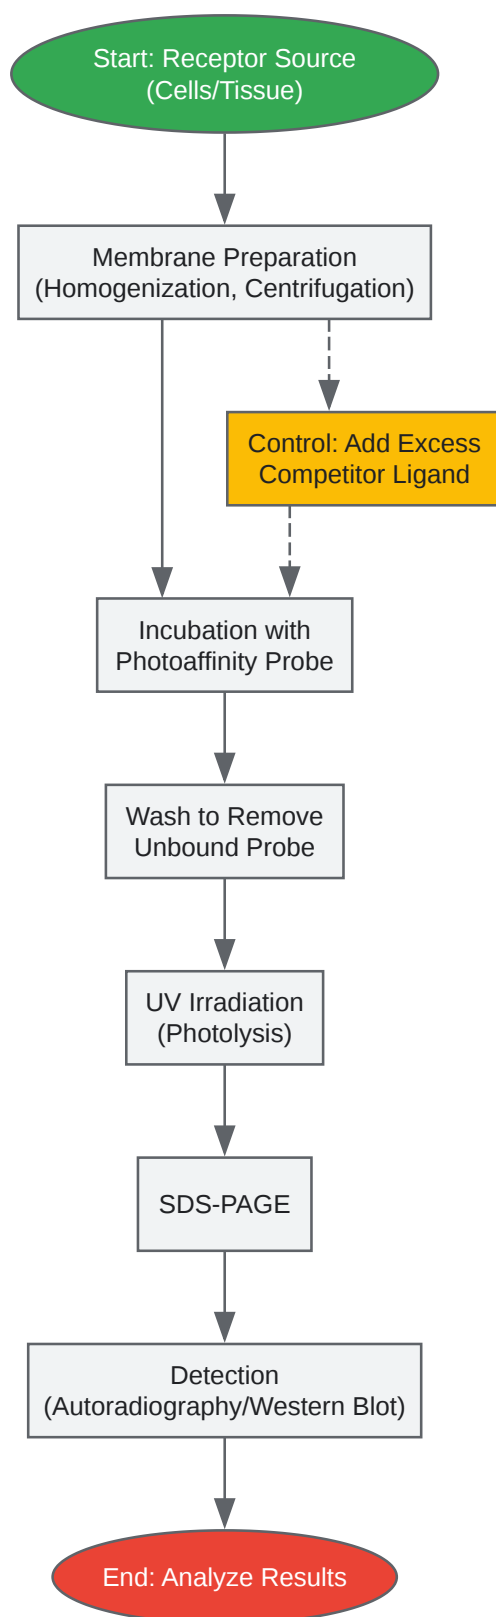 Start: Receptor Source
(Cells/Tissue)
Membrane Preparation
(Homogenization, Centrifugation)
Control: Add Excess
Competitor Ligand
Incubation with
Photoaffinity Probe
Wash to Remove
Unbound Probe
UV Irradiation
(Photolysis)
SDS-PAGE
Detection
(Autoradiography/Western Blot)
End: Analyze Results